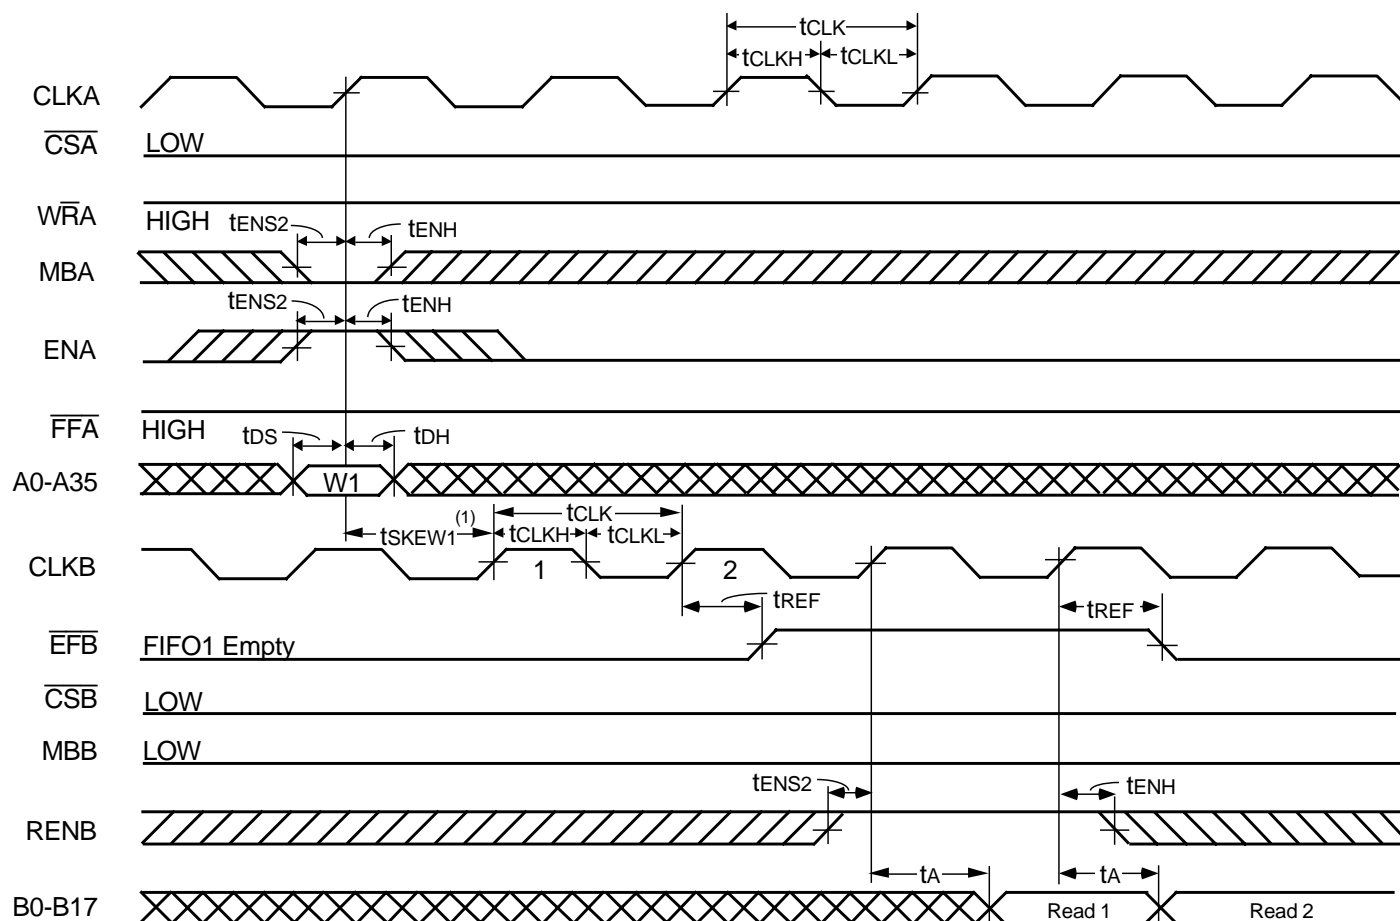 tCLK
tCLKH tCLKL
CLKA
CSA LOW
WRA HIGH tENS2 tENH
MBA
tENS2 tENH
ENA
FFA HIGH tDS tDH
A0-A35 W1
tSKEW1(1) tCLK
tCLKH tCLKL
CLKB 1 2
tREF tREF
EFB FIFO1 Empty
CSB LOW
MBB LOW
tENS2 tENH
RENB
tA tA
B0-B17 Read 1 Read 2